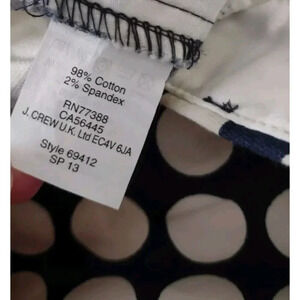 98% Cotton
2% Spandex
RN77388
CA56445
J. CREW U.K. Ltd EC4V 6JA
Style 69412
SP 13